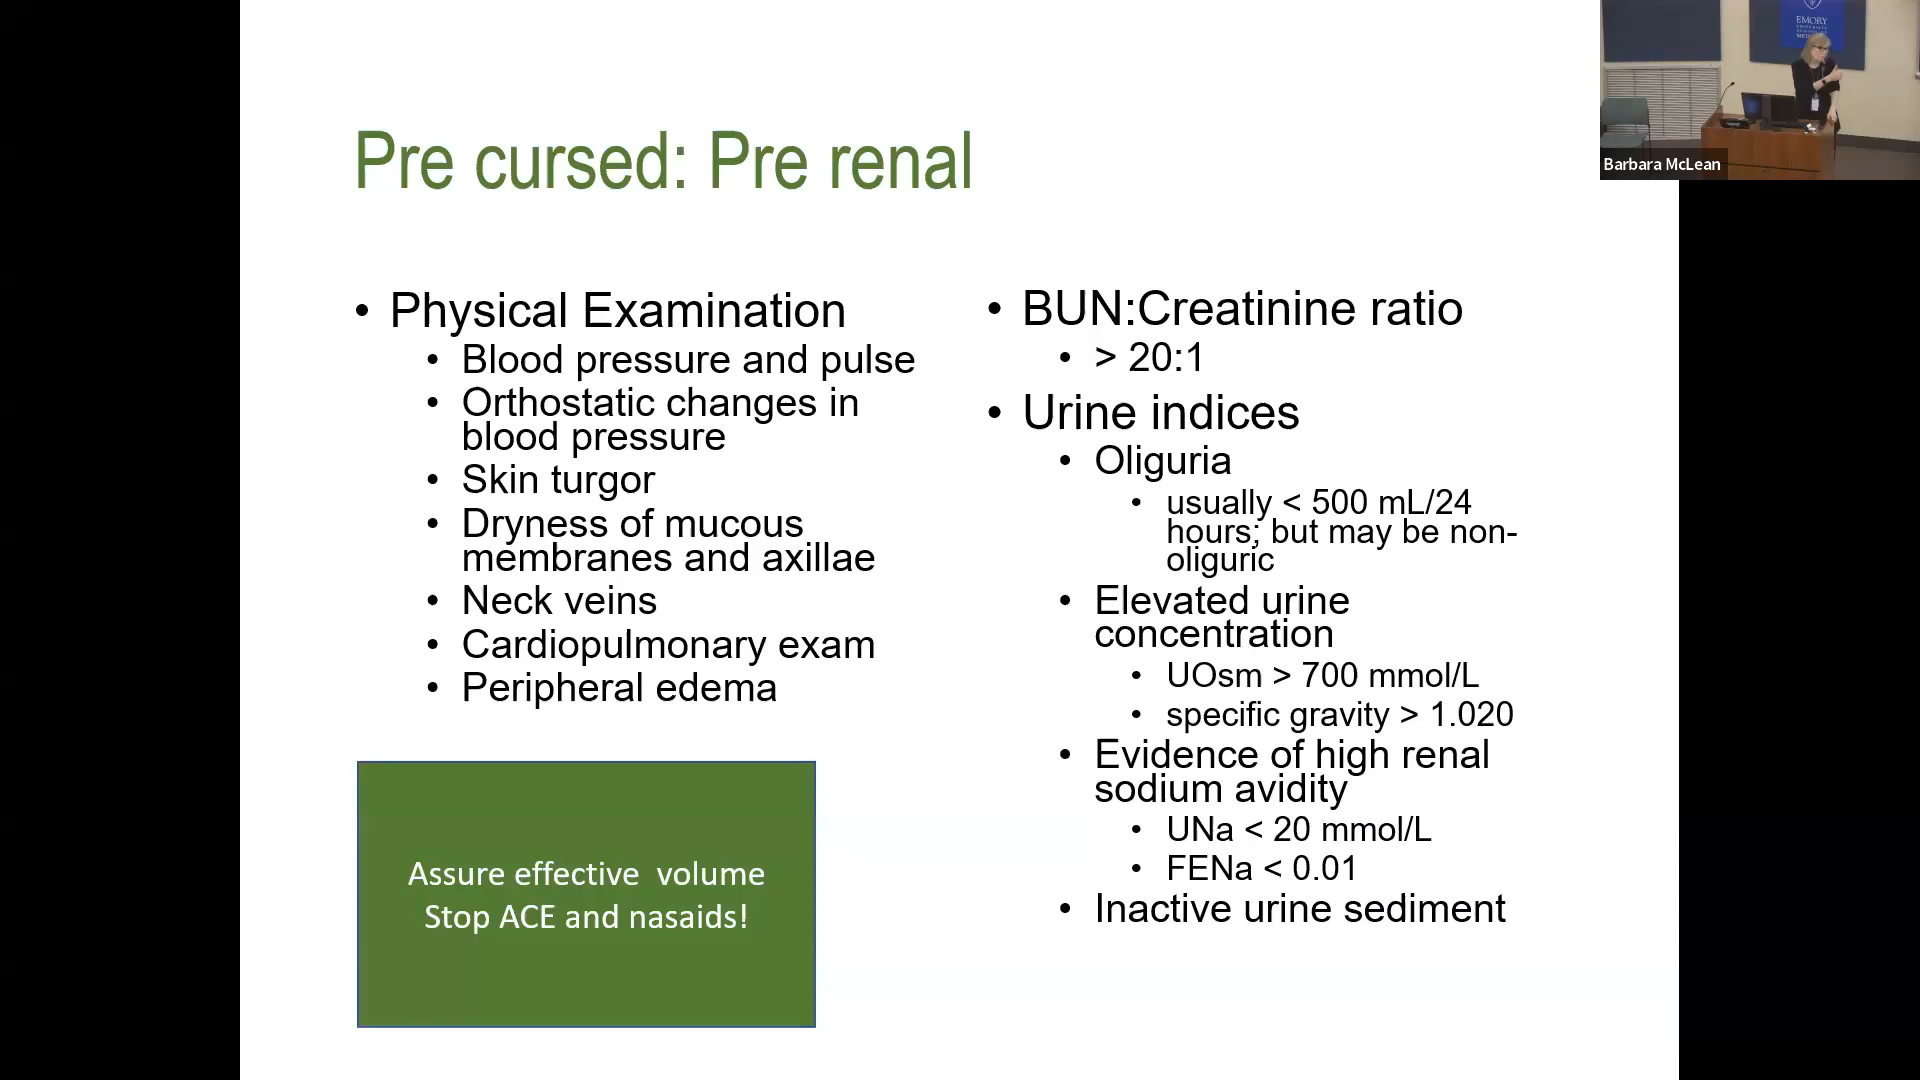 Pre cursed: Pre renal
• Physical Examination
• Blood pressure and pulse
• Orthostatic changes in
blood pressure
• Skin turgor
• Dryness of mucous
membranes and axillae
• Neck veins
• Cardiopulmonary exam
• Peripheral edema
Assure effective  volume
Stop ACE and nasaids!
• BUN:Creatinine ratio
• > 20:1
• Urine indices
• Oliguria
• usually < 500 mL/24
hours; but may be non-
oliguric
• Elevated urine
concentration
• UOsm > 700 mmol/L
• specific gravity > 1.020
• Evidence of high renal
sodium avidity
• UNa < 20 mmol/L
• FENa < 0.01
• Inactive urine sediment
EMORY
Barbara McLean